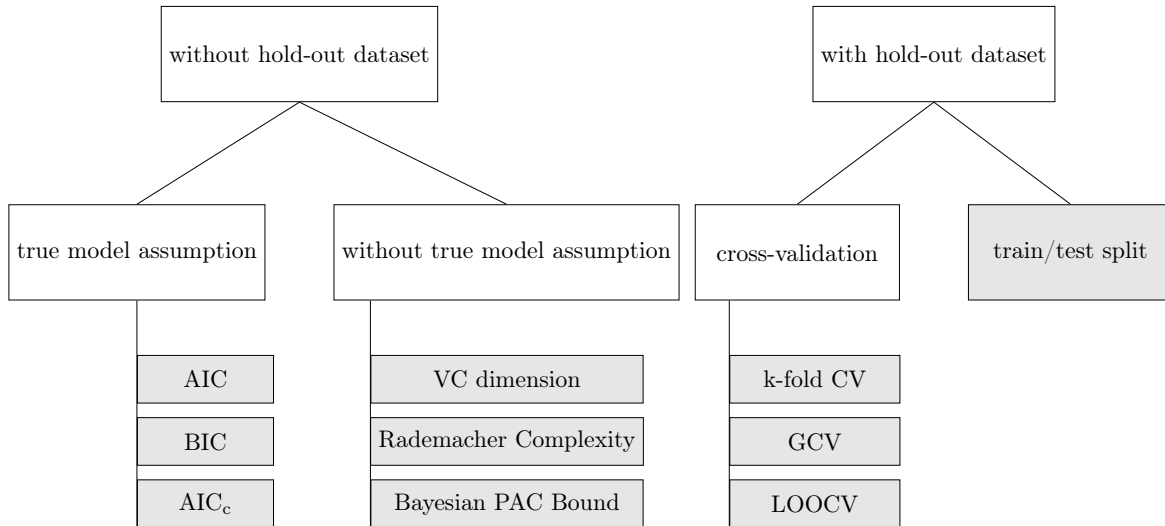 without hold-out dataset
with hold-out dataset
true model assumption
without true model assumption
cross-validation
train/test split
AIC
VC dimension
k-fold CV
BIC
Rademacher Complexity
GCV
AICc
Bayesian PAC Bound
LOOCV